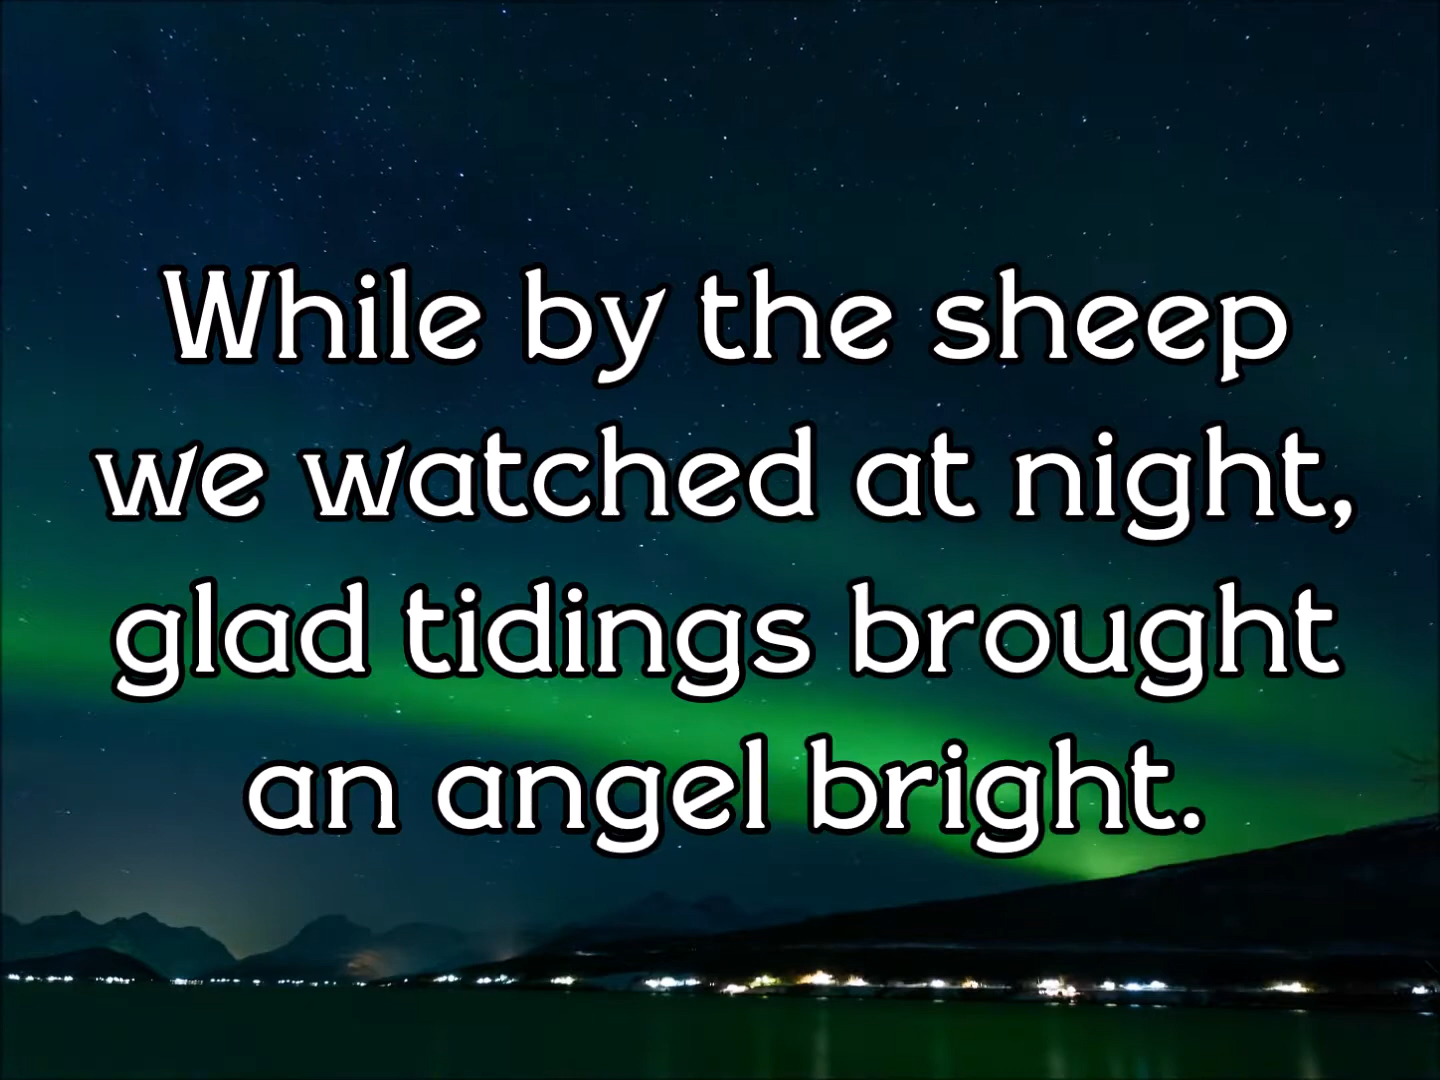 While by the sheep
we watched at night,
glad tidings brought
an angel bright.